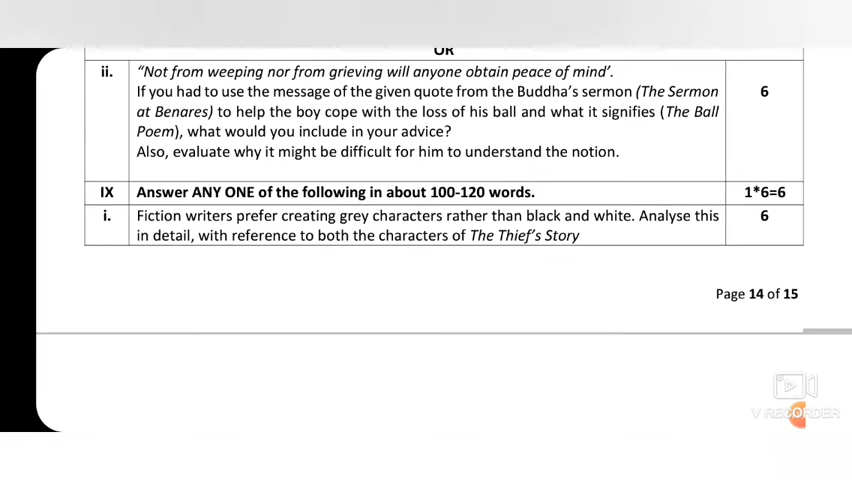 OR
ii. "Not from weeping nor from grieving will anyone obtain peace of mind'.
If you had to use the message of the given quote from the Buddha's sermon (The Sermon 6
at Benares) to help the boy cope with the loss of his ball and what it signifies (The Ball
Poem), what would you include in your advice?
Also, evaluate why it might be difficult for him to understand the notion.
IX Answer ANY ONE of the following in about 100-120 words. 1*6=6
i. Fiction writers prefer creating grey characters rather than black and white. Analyse this 6
in detail, with reference to both the characters of The Thief's Story
Page 14 of 15
V RECORDER